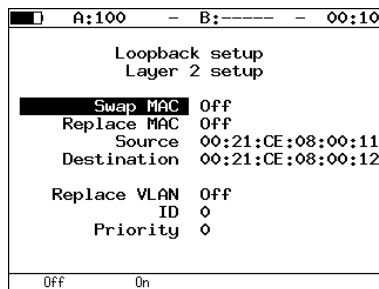 A:100 – B:----- – 00:10
Loopback setup
Layer 2 setup
Swap MAC Off
Replace MAC Off
Source 00:21:CE:08:00:11
Destination 00:21:CE:08:00:12
Replace VLAN Off
ID 0
Priority 0
Off On